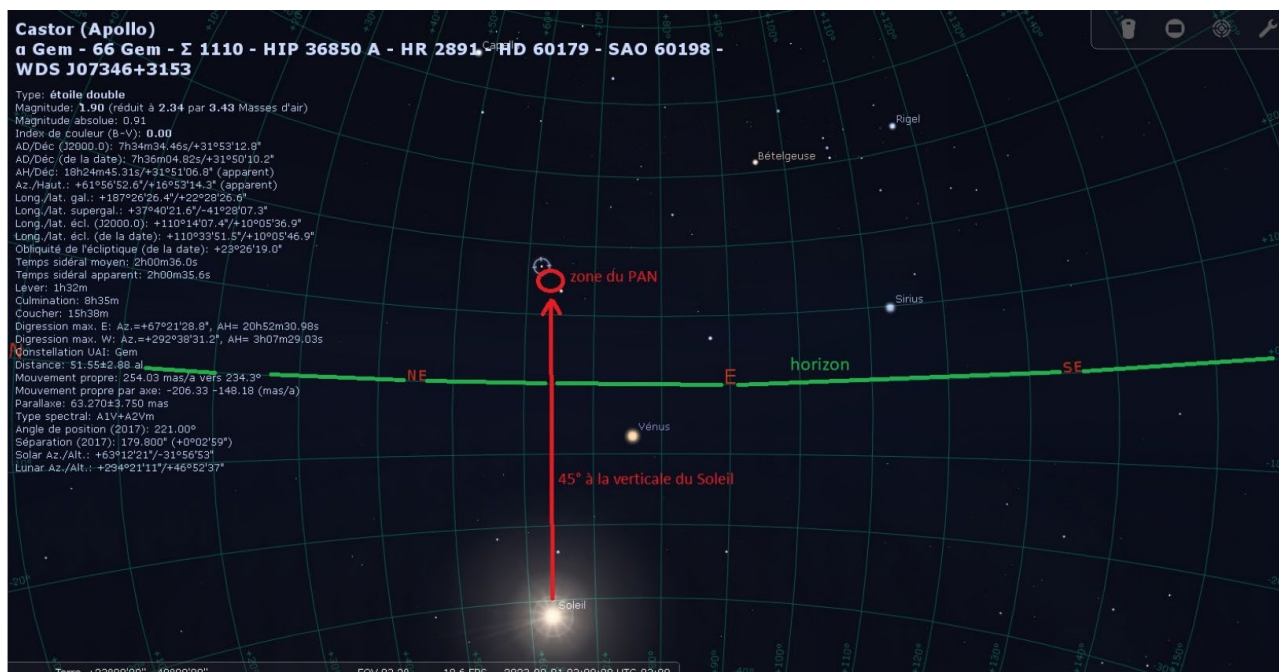 Castor (Apollo)
α Gem - 66 Gem - Σ 1110 - HIP 36850 A - HR 2891 - HD 60179 - SAO 60198 -
WDS J07346+3153
Type: étoile double
Magnitude: 1.90 (réduit à 2.34 par 3.43 Masses d'air)
Magnitude absolue: 0.91
Index de couleur (B-V): 0.00
AD/Déc (J2000.0): 7h34m34.46s/+31°53'12.8"
AD/Déc (de la date): 7h36m04.82s/+31°50'10.2"
AH/Déc: 18h24m45.31s/+31°51'06.8" (apparent)
Az./Haut.: +61°56'52.6"/+16°53'14.3" (apparent)
Long./lat. gal.: +187°26'26.4"/+22°28'26.6"
Long./lat. supergal.: +37°40'21.6"/-41°28'07.3"
Long./lat. écl. (J2000.0): +110°14'07.4"/+10°05'36.9"
Long./lat. écl. (de la date): +110°33'51.5"/+10°05'46.9"
Obliquité de l'écliptique (de la date): +23°26'19.0"
Temps sidéral moyen: 2h00m36.0s
Temps sidéral apparent: 2h00m35.6s
Lever: 1h32m
Culmination: 8h35m
Coucher: 15h38m
Digression max. E: Az.=+67°21'28.8", AH= 20h52m30.98s
Digression max. W: Az.=+292°38'31.2", AH= 3h07m29.03s
Constellation UAI: Gem
Distance: 51.55±2.88 al
Mouvement propre: 254.03 mas/a vers 234.3°
Mouvement propre par axe: -206.33 -148.18 (mas/a)
Parallaxe: 63.270±3.750 mas
Type spectral: A1V+A2Vm
Angle de position (2017): 221.00°
Séparation (2017): 179.800" (+0°02'59")
Solar Az./Alt.: +63°12'21"/-31°56'53"
Lunar Az./Alt.: +294°21'11"/+46°52'37"
Rigel
Bételgeuse
zone du PAN
Sirius
horizon
N
NE
E
SE
Vénus
45° à la verticale du Soleil
Soleil